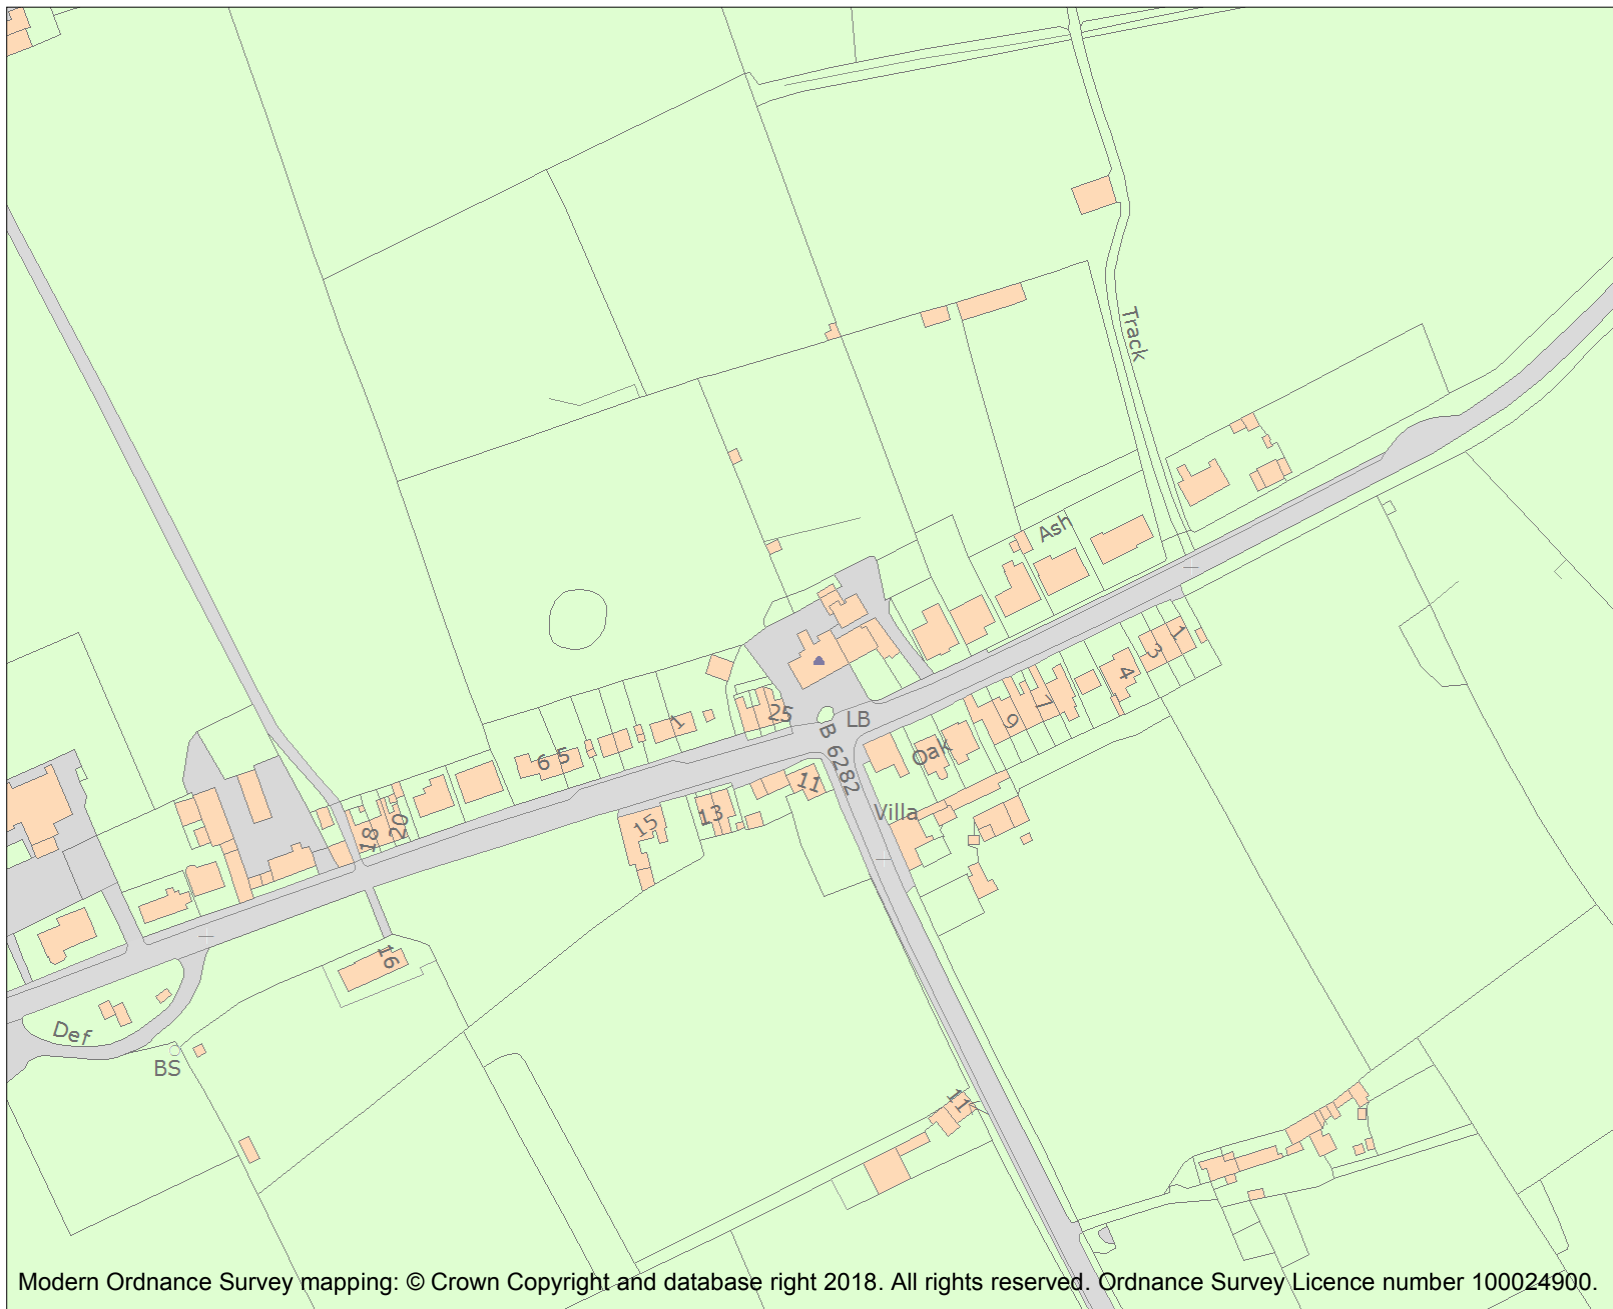 Track
Ash
1
3
4
7
9
25
LB
1
6 5
B 6282
Oak
11
Villa
13
15
20
18
16
Def
BS
11
Modern Ordnance Survey mapping: © Crown Copyright and database right 2018. All rights reserved. Ordnance Survey Licence number 100024900.